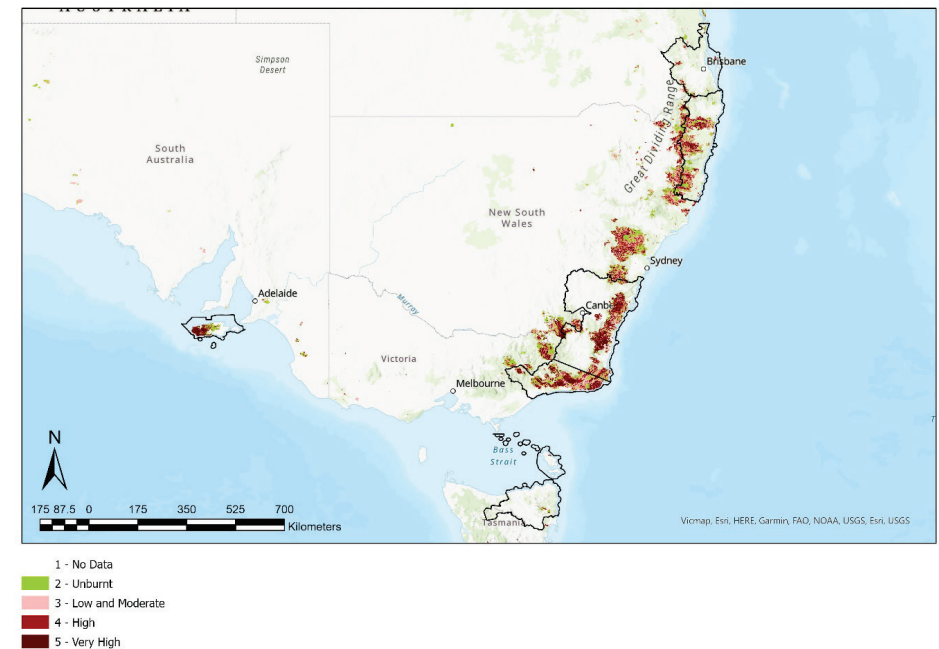 AUSTRALIA
Simpson
Desert
Brisbane
South
Australia
Great Dividing Range
New South
Wales
Sydney
Adelaide
Murray
Victoria
Melbourne
N
Bass
Strait
175 87.5 0 175 350 525 700
Kilometers
Tasmania
Vicmap, Esri, HERE, Garmin, FAO, NOAA, USGS, Esri, USGS
1 - No Data
2 - Unburnt
3 - Low and Moderate
4 - High
5 - Very High